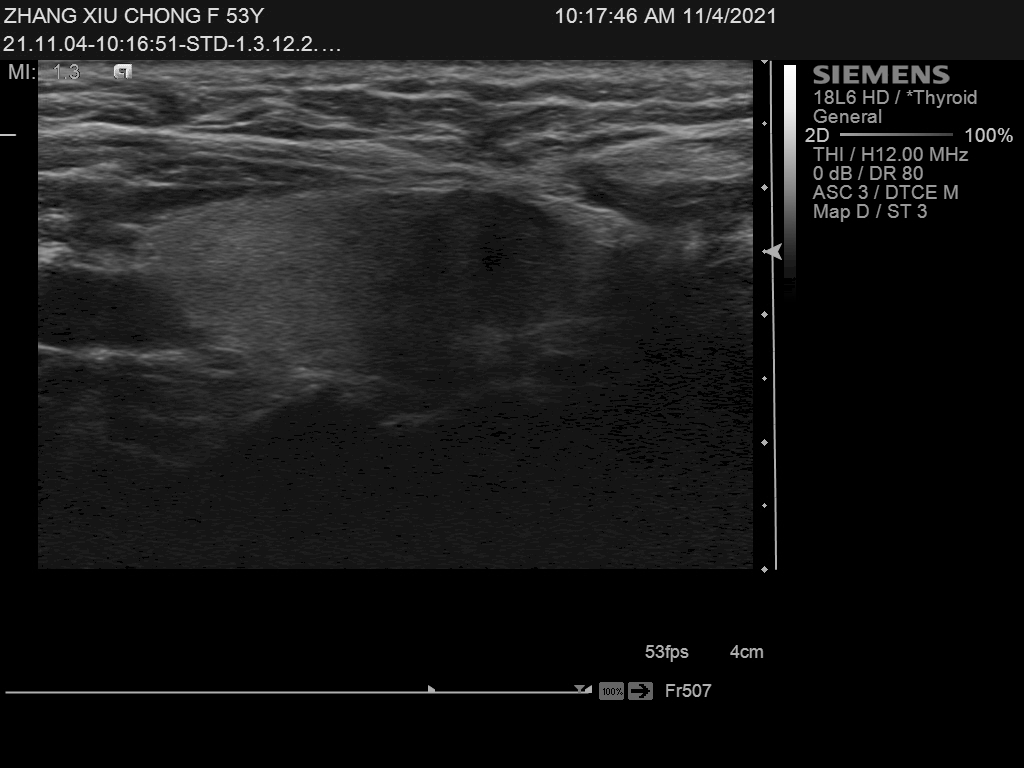 ZHANG XIU CHONG F 53Y
10:17:46 AM 11/4/2021
21.11.04-10:16:51-STD-1.3.12.2....
MI: 1.3
SIEMENS
18L6 HD / *Thyroid
General
2D 100%
THI / H12.00 MHz
0 dB / DR 80
ASC 3 / DTCE M
Map D / ST 3
53fps 4cm
100% Fr507